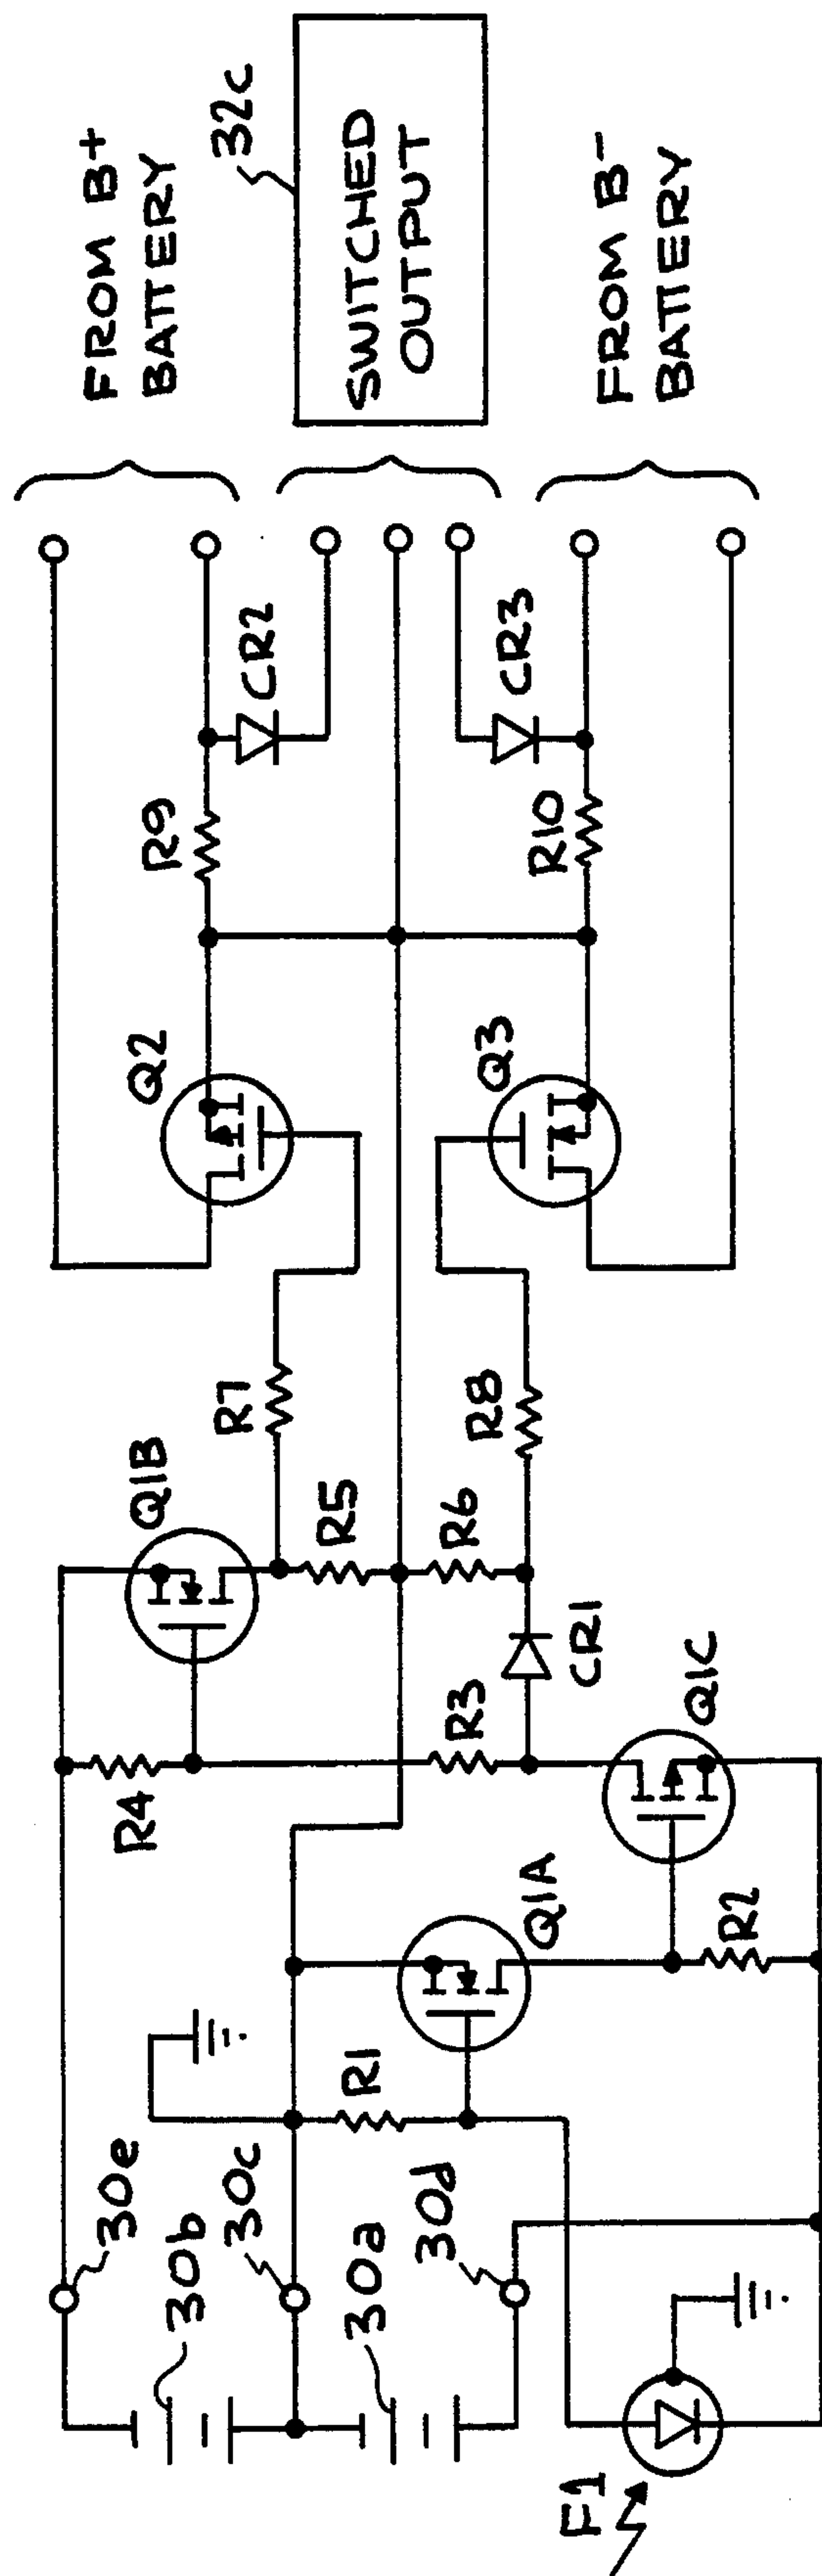 FROM B+
BATTERY
32c
SWITCHED
OUTPUT
FROM B-
BATTERY
R9
CR2
CR3
R10
Q2
Q3
R7
R8
Q1B
R5
R6
CR1
R4
R3
Q1C
Q1A
R2
R1
30e
30b
30c
30a
30d
F1